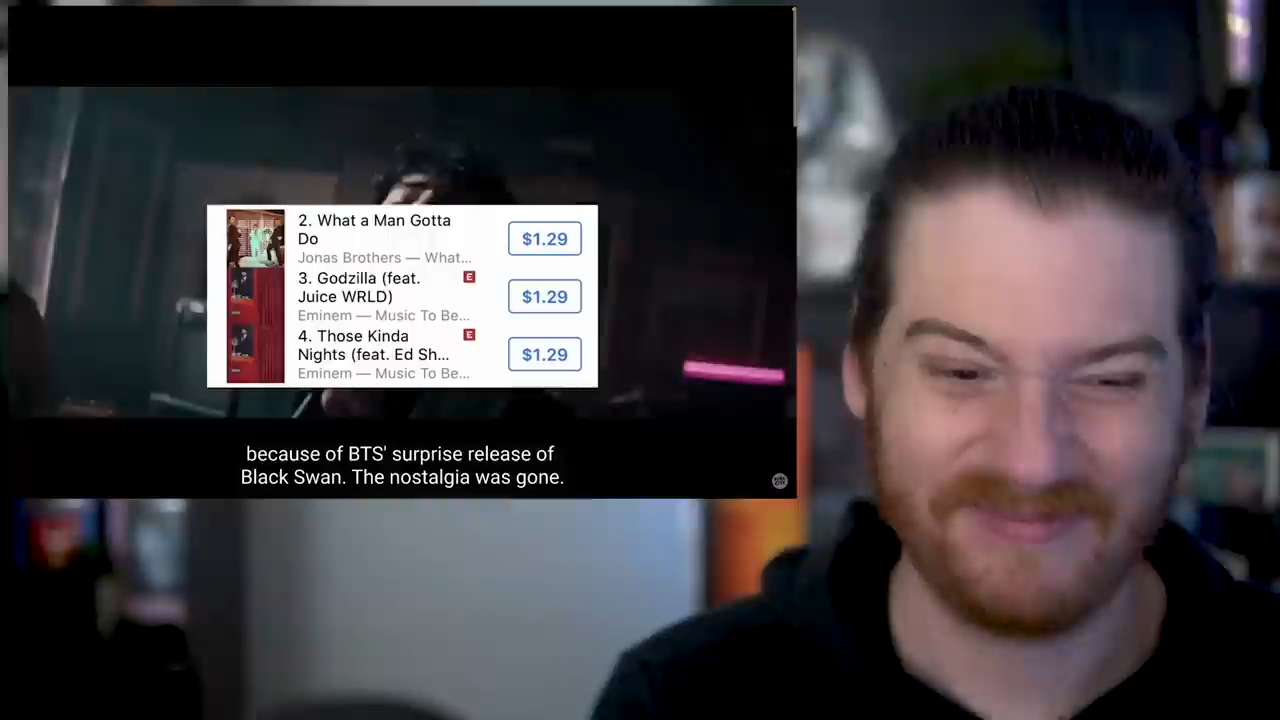 2. What a Man Gotta
Do
Jonas Brothers — What...
$1.29
3. Godzilla (feat.
Juice WRLD)
E
Eminem — Music To Be...
$1.29
4. Those Kinda
Nights (feat. Ed Sh...
E
Eminem — Music To Be...
$1.29
because of BTS' surprise release of
Black Swan. The nostalgia was gone.